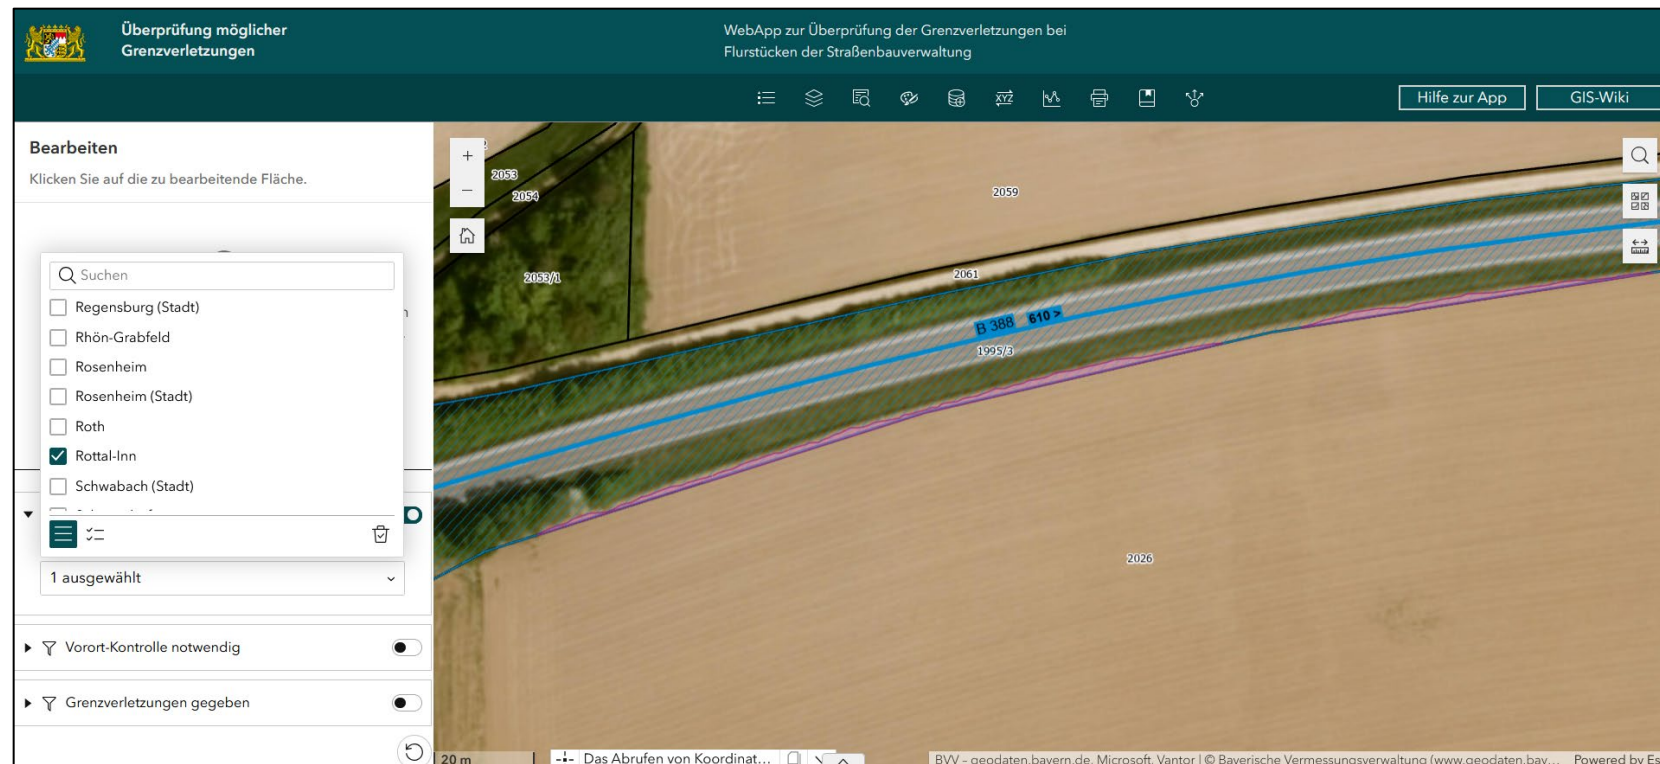 Überprüfung möglicher
Grenzverletzungen
WebApp zur Überprüfung der Grenzverletzungen bei
Flurstücken der Straßenbauverwaltung
Hilfe zur App
GIS-Wiki
Bearbeiten
Klicken Sie auf die zu bearbeitende Fläche.
Suchen
Regensburg (Stadt)
Rhön-Grabfeld
Rosenheim
Rosenheim (Stadt)
Roth
Rottal-Inn
Schwabach (Stadt)
1 ausgewählt
Vorort-Kontrolle notwendig
Grenzverletzungen gegeben
2053
2054
2059
2053/1
2061
B 388 610 >
1995/3
2026
20 m
Das Abrufen von Koordinat...
BVV – geodaten.bayern.de, Microsoft, Vantor | © Bayerische Vermessungsverwaltung (www.geodaten.bay...
Powered by Es